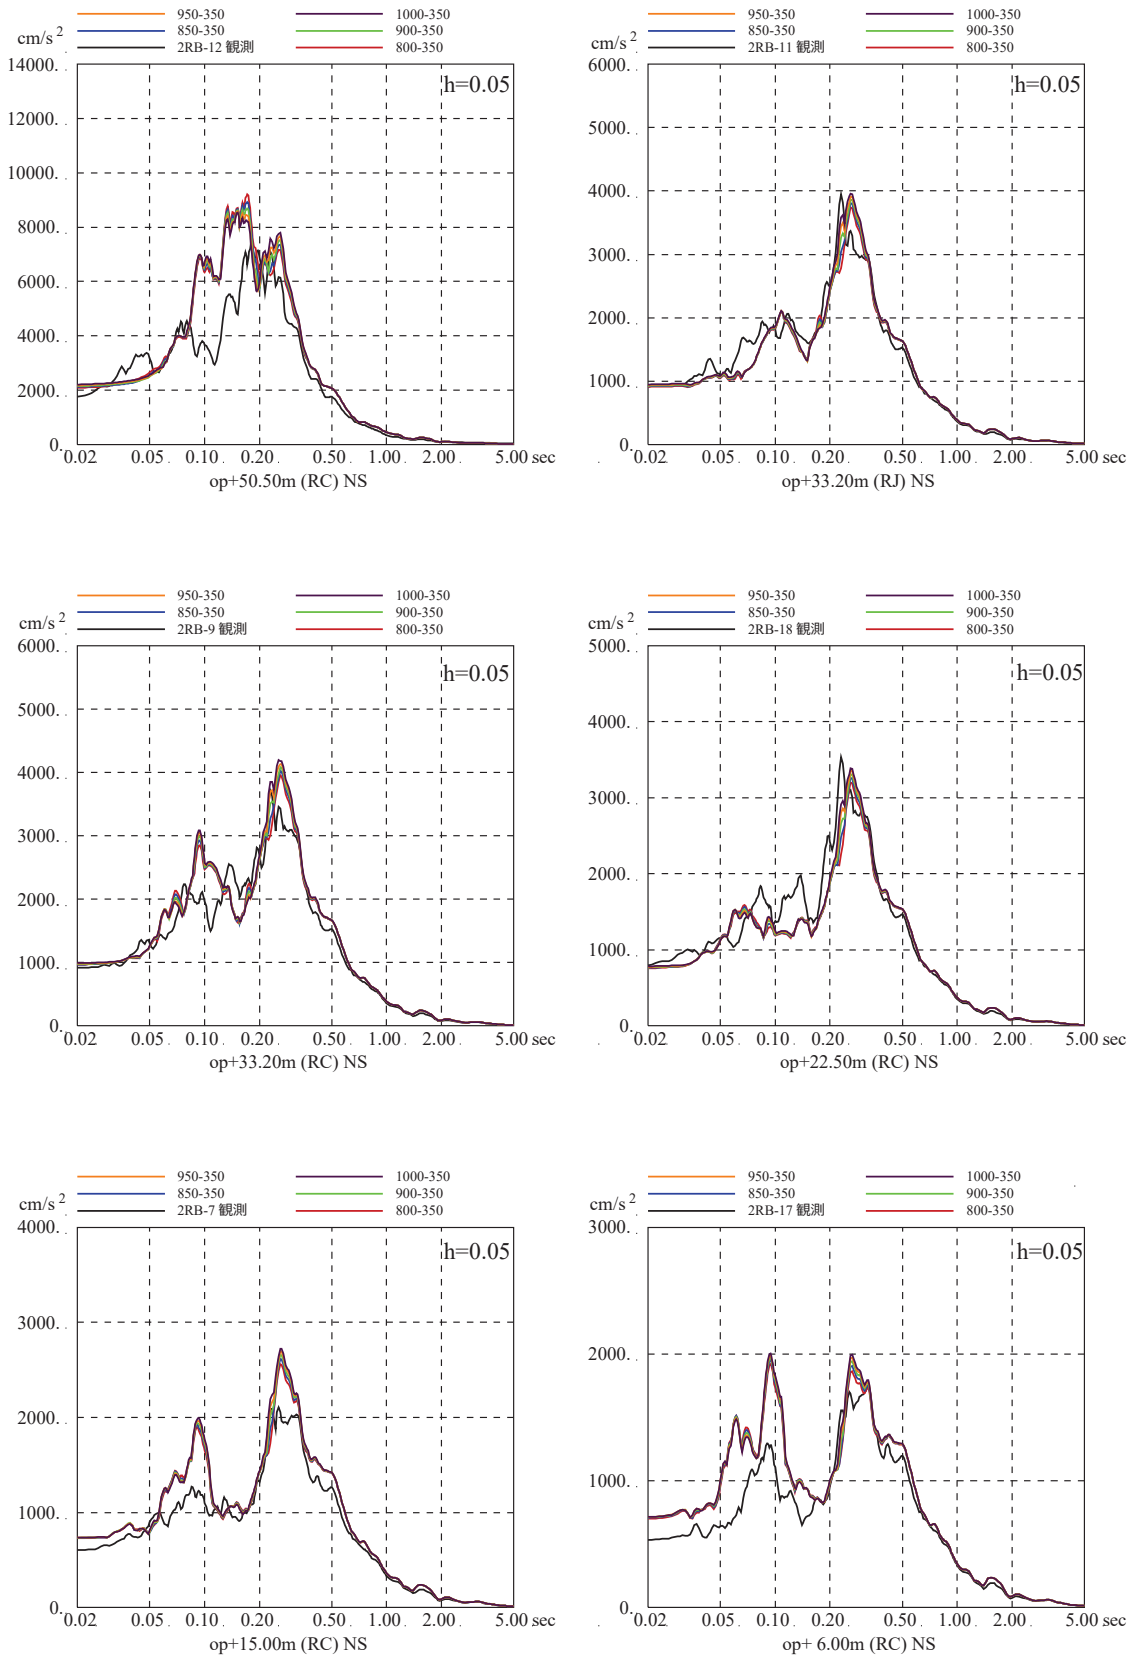 950-350 1000-350
850-350 900-350
2RB-12 観測 800-350
cm/s 2
14000.
h=0.05
12000.
10000.
8000.
6000.
4000.
2000.
0.
0.02 0.05 0.10 0.20 0.50 1.00 2.00 5.00 sec
op+50.50m (RC) NS
950-350 1000-350
850-350 900-350
2RB-11 観測 800-350
cm/s 2
6000.
h=0.05
5000.
4000.
3000.
2000.
1000.
0.
0.02 0.05 0.10 0.20 0.50 1.00 2.00 5.00 sec
op+33.20m (RJ) NS
950-350 1000-350
850-350 900-350
2RB-9 観測 800-350
cm/s 2
6000.
h=0.05
5000.
4000.
3000.
2000.
1000.
0.
0.02 0.05 0.10 0.20 0.50 1.00 2.00 5.00 sec
op+33.20m (RC) NS
950-350 1000-350
850-350 900-350
2RB-18 観測 800-350
cm/s 2
5000.
h=0.05
4000.
3000.
2000.
1000.
0.
0.02 0.05 0.10 0.20 0.50 1.00 2.00 5.00 sec
op+22.50m (RC) NS
950-350 1000-350
850-350 900-350
2RB-7 観測 800-350
cm/s 2
4000.
h=0.05
3000.
2000.
1000.
0.
0.02 0.05 0.10 0.20 0.50 1.00 2.00 5.00 sec
op+15.00m (RC) NS
950-350 1000-350
850-350 900-350
2RB-17 観測 800-350
cm/s 2
3000.
h=0.05
2000.
1000.
0.
0.02 0.05 0.10 0.20 0.50 1.00 2.00 5.00 sec
op+ 6.00m (RC) NS